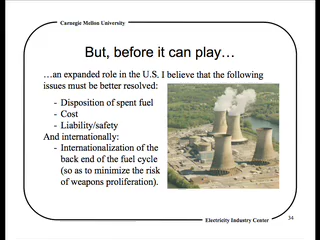 Carnegie Mellon University
But, before it can play…
…an expanded role in the U.S. I believe that the following
issues must be better resolved:
- Disposition of spent fuel
- Cost
- Liability/safety
And internationally:
- Internationalization of the
back end of the fuel cycle
(so as to minimize the risk
of weapons proliferation).
Electricity Industry Center
34